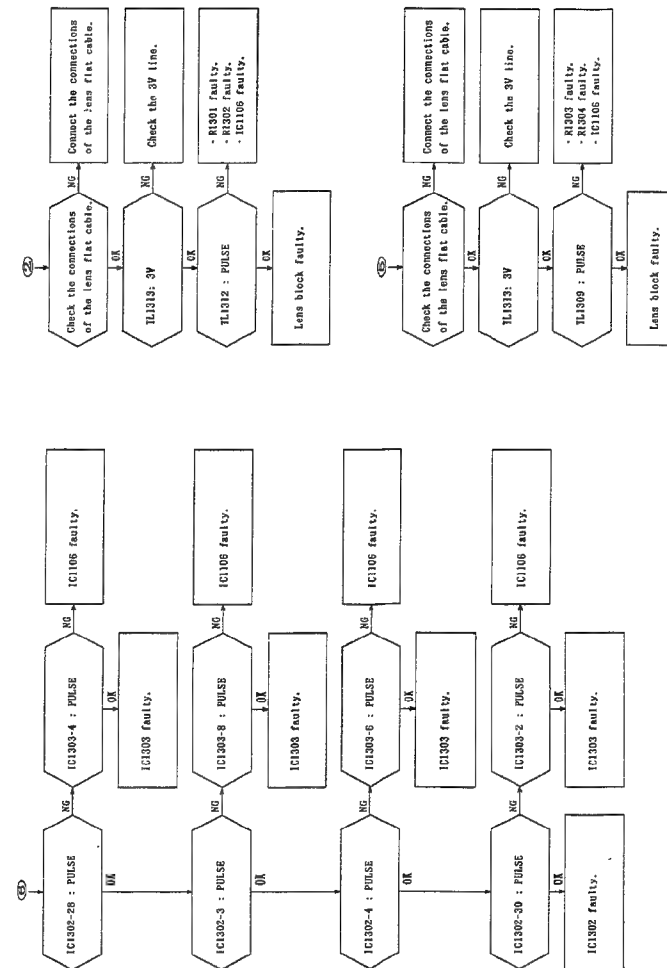 IC1302-28 : PULSE
NG
IC1303-4 : PULSE
NG
IC1106 faulty.
OK
OK
IC1303 faulty.
IC1302-3 : PULSE
NG
IC1303-8 : PULSE
NG
IC1106 faulty.
OK
OK
IC1303 faulty.
IC1302-4 : PULSE
NG
IC1303-6 : PULSE
NG
IC1106 faulty.
OK
OK
IC1303 faulty.
IC1302-30 : PULSE
NG
IC1303-2 : PULSE
NG
IC1106 faulty.
OK
OK
IC1302 faulty.
IC1303 faulty.
②
Check the connections
of the lens flat cable.
NG
Connect the connections
of the lens flat cable.
OK
TL1313: 3V
NG
Check the 3V line.
OK
TL1312 : PULSE
NG
- R1301 faulty.
- R1302 faulty.
- IC1106 faulty.
OK
Lens block faulty.
Check the connections
of the lens flat cable.
NG
Connect the connections
of the lens flat cable.
OK
TL1313: 3V
NG
Check the 3V line.
OK
TL1309 : PULSE
NG
- R1303 faulty.
- R1304 faulty.
- IC1106 faulty.
OK
Lens block faulty.